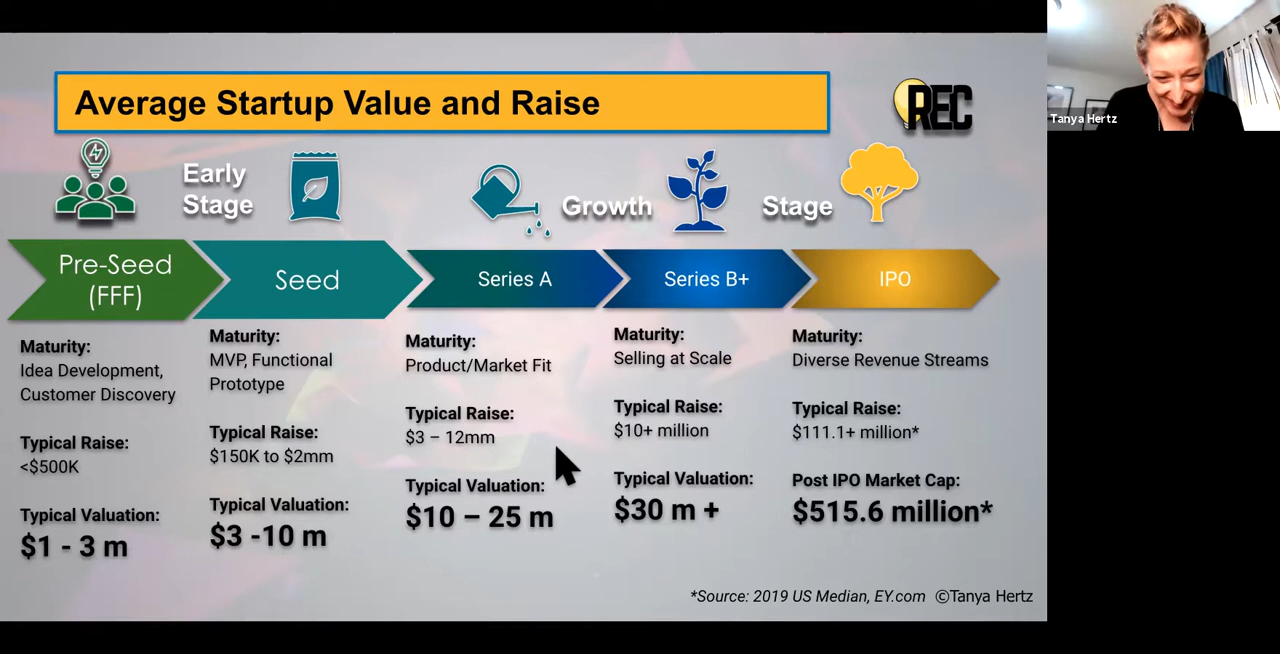 Average Startup Value and Raise
REC
Tanya Hertz
Early
Stage
Growth
Stage
Pre-Seed
(FFF)
Seed
Series A
Series B+
IPO
Maturity:
Idea Development,
Customer Discovery
Typical Raise:
<$500K
Typical Valuation:
$1 - 3 m
Maturity:
MVP, Functional
Prototype
Typical Raise:
$150K to $2mm
Typical Valuation:
$3 -10 m
Maturity:
Product/Market Fit
Typical Raise:
$3 – 12mm
Typical Valuation:
$10 – 25 m
Maturity:
Selling at Scale
Typical Raise:
$10+ million
Typical Valuation:
$30 m +
Maturity:
Diverse Revenue Streams
Typical Raise:
$111.1+ million*
Post IPO Market Cap:
$515.6 million*
*Source: 2019 US Median, EY.com ©Tanya Hertz